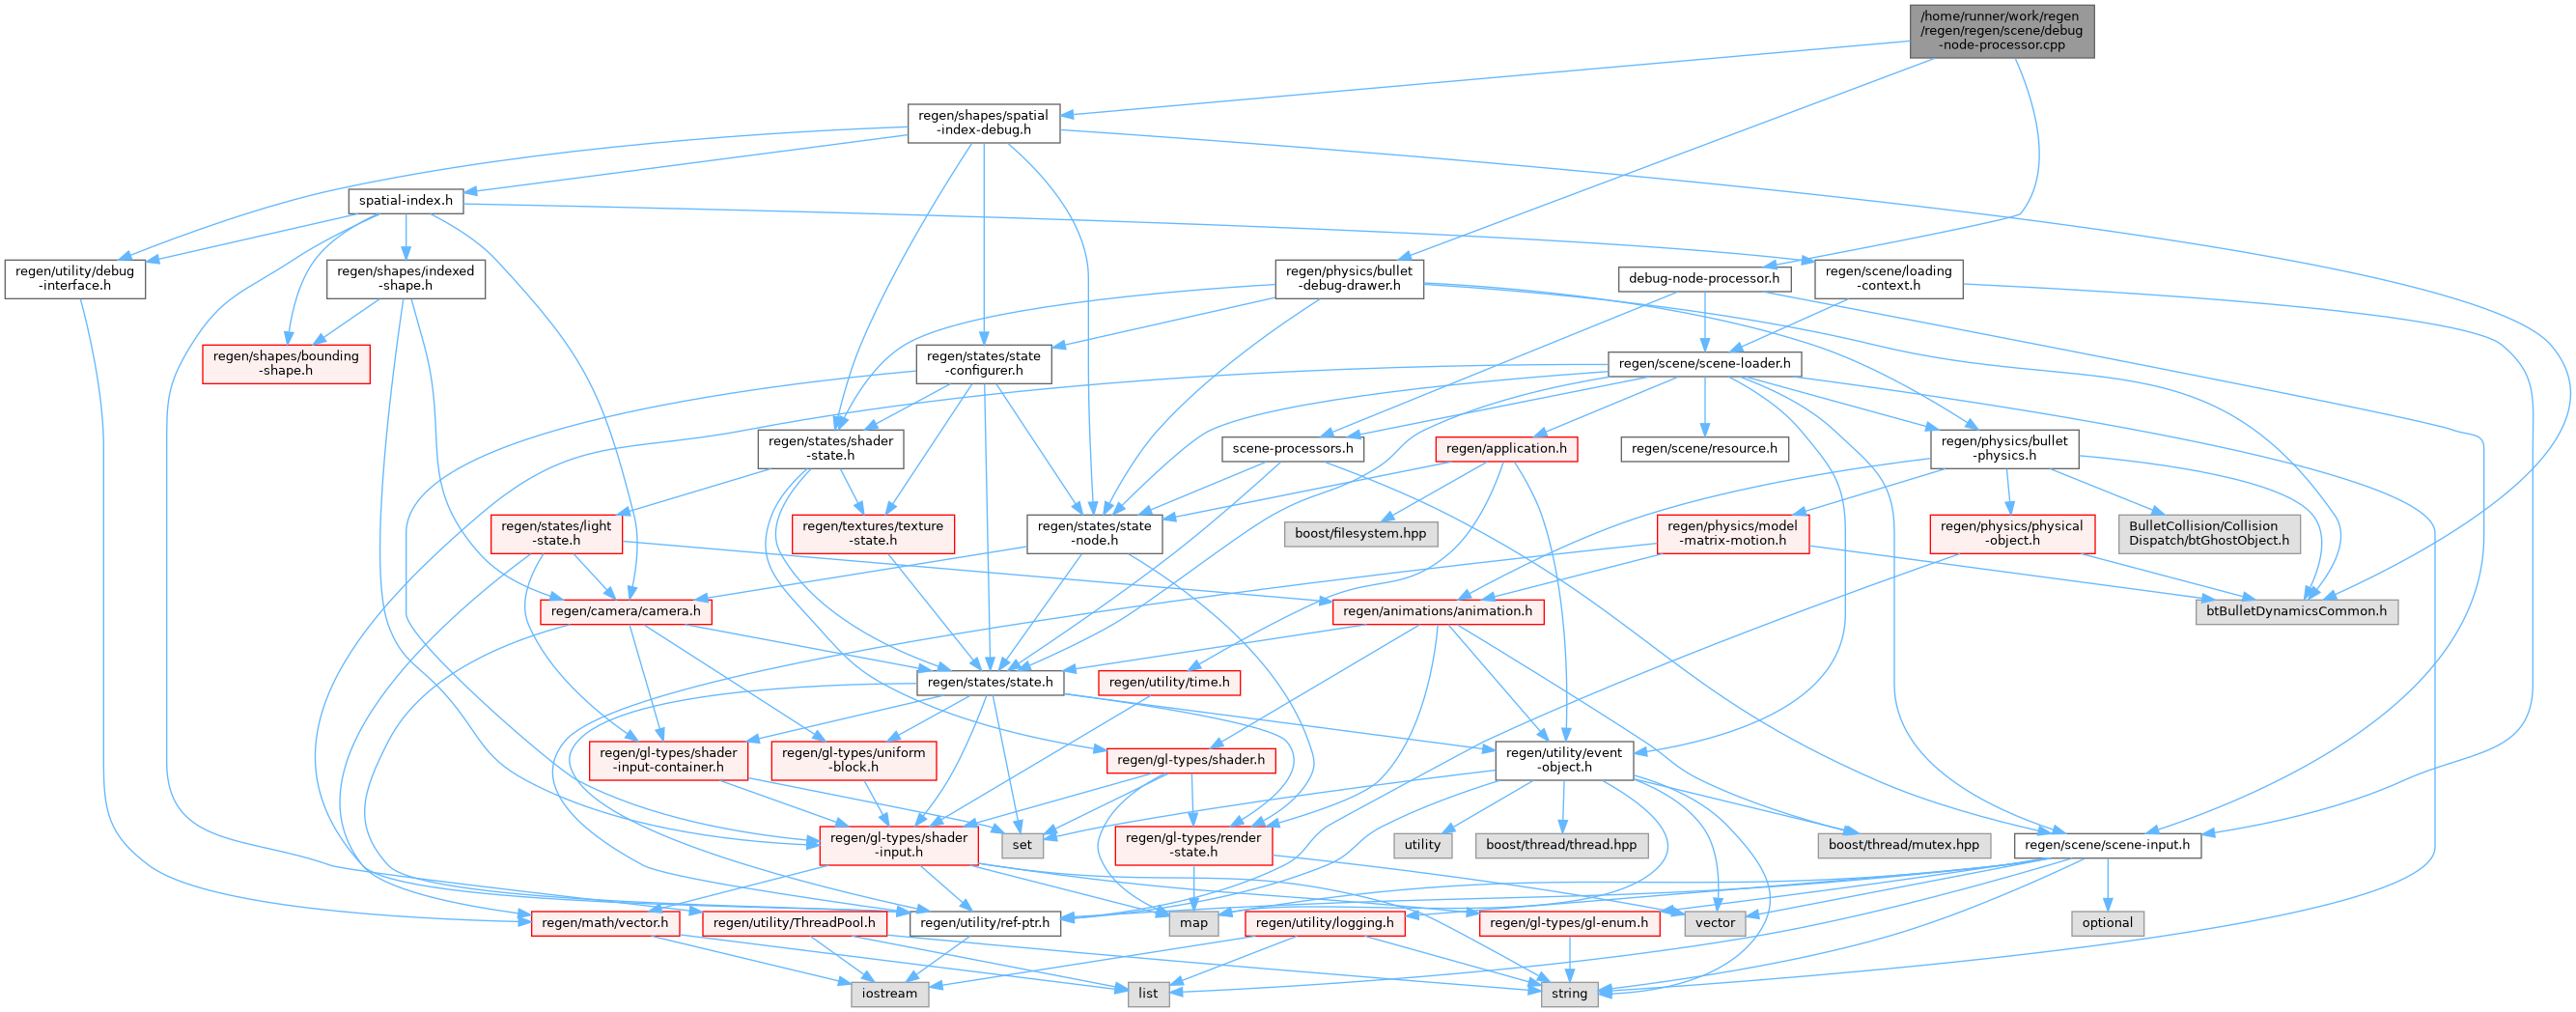 /home/runner/work/regen
/regen/regen/scene/debug
-node-processor.cpp
regen/shapes/spatial
-index-debug.h
spatial-index.h
regen/utility/debug
-interface.h
regen/shapes/indexed
-shape.h
regen/physics/bullet
-debug-drawer.h
debug-node-processor.h
regen/scene/loading
-context.h
regen/shapes/bounding
-shape.h
regen/states/state
-configurer.h
regen/scene/scene-loader.h
regen/states/shader
-state.h
scene-processors.h
regen/application.h
regen/scene/resource.h
regen/physics/bullet
-physics.h
regen/states/light
-state.h
regen/textures/texture
-state.h
regen/states/state
-node.h
boost/filesystem.hpp
regen/physics/model
-matrix-motion.h
regen/physics/physical
-object.h
BulletCollision/Collision
Dispatch/btGhostObject.h
regen/camera/camera.h
regen/animations/animation.h
btBulletDynamicsCommon.h
regen/states/state.h
regen/utility/time.h
regen/gl-types/shader
-input-container.h
regen/gl-types/uniform
-block.h
regen/gl-types/shader.h
regen/utility/event
-object.h
regen/gl-types/shader
-input.h
set
regen/gl-types/render
-state.h
utility
boost/thread/thread.hpp
boost/thread/mutex.hpp
regen/scene/scene-input.h
regen/math/vector.h
regen/utility/ThreadPool.h
regen/utility/ref-ptr.h
map
regen/utility/logging.h
regen/gl-types/gl-enum.h
vector
optional
iostream
list
string